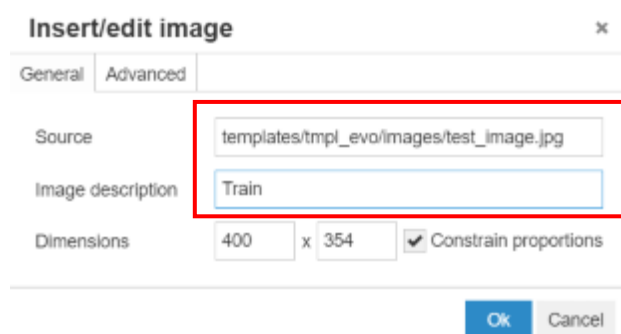 Insert/edit image ×
General Advanced
Source templates/tmpl_evo/images/test_image.jpg
Image description Train
Dimensions 400 x 354 Constrain proportions
Ok Cancel